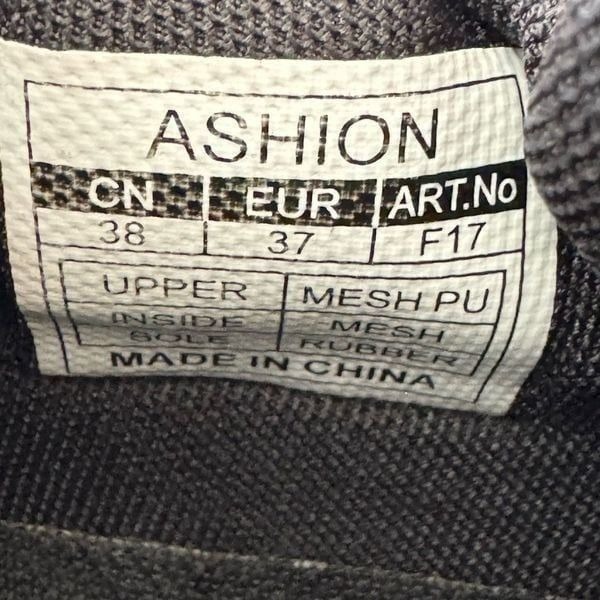 ASHION
CN EUR ART.No
38 37 F17
UPPER MESH PU
INSIDE MESH
SOLE RUBBER
MADE IN CHINA